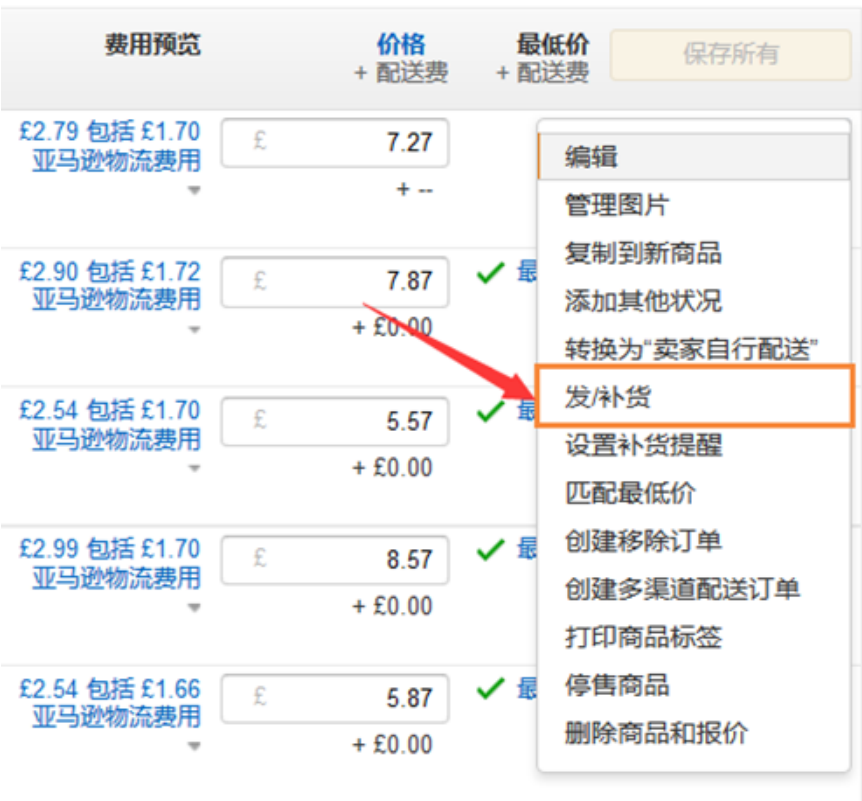 费用预览
价格
+ 配送费
最低价
+ 配送费
保存所有
£2.79 包括 £1.70
亚马逊物流费用
£ 7.27
+ --
£2.90 包括 £1.72
亚马逊物流费用
£ 7.87
+ £0.00
最
£2.54 包括 £1.70
亚马逊物流费用
£ 5.57
+ £0.00
最
£2.99 包括 £1.70
亚马逊物流费用
£ 8.57
+ £0.00
最
£2.54 包括 £1.66
亚马逊物流费用
£ 5.87
+ £0.00
最
编辑
管理图片
复制到新商品
添加其他状况
转换为“卖家自行配送”
发/补货
设置补货提醒
匹配最低价
创建移除订单
创建多渠道配送订单
打印商品标签
停售商品
删除商品和报价